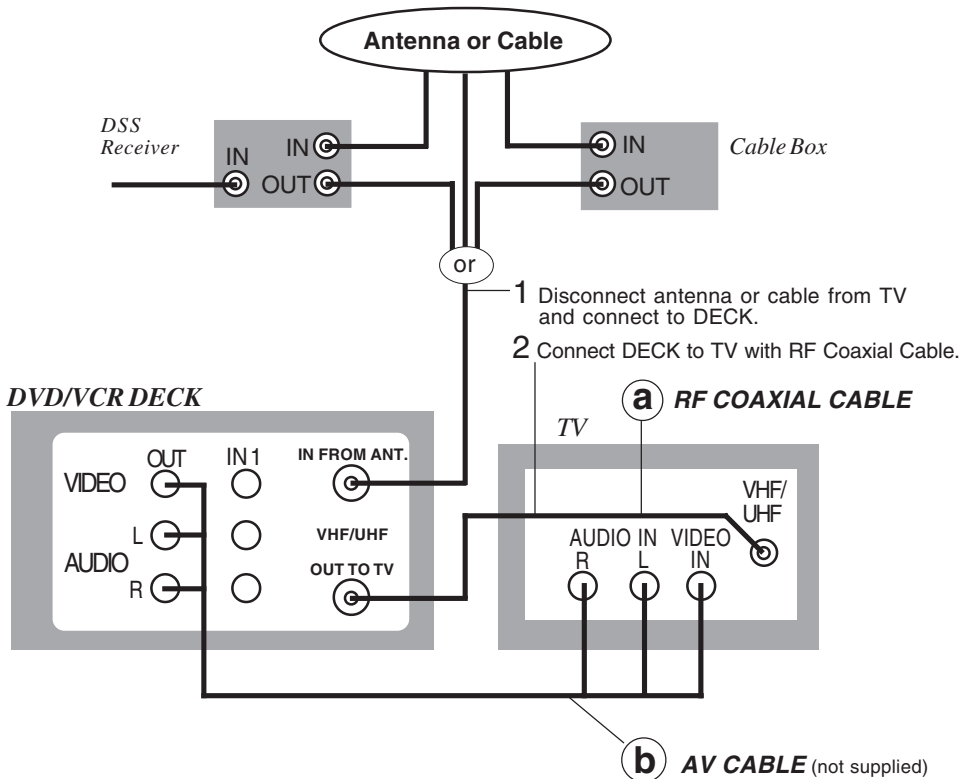 Antenna or Cable
DSS
Receiver
IN
IN
OUT
IN
OUT
Cable Box
or
1 Disconnect antenna or cable from TV
and connect to DECK.
2 Connect DECK to TV with RF Coaxial Cable.
DVD/VCR DECK
a RF COAXIAL CABLE
TV
OUT
IN 1
IN FROM ANT.
VIDEO
L
AUDIO
R
VHF/UHF
OUT TO TV
VHF/
UHF
AUDIO IN
R
L
VIDEO
IN
b AV CABLE (not supplied)